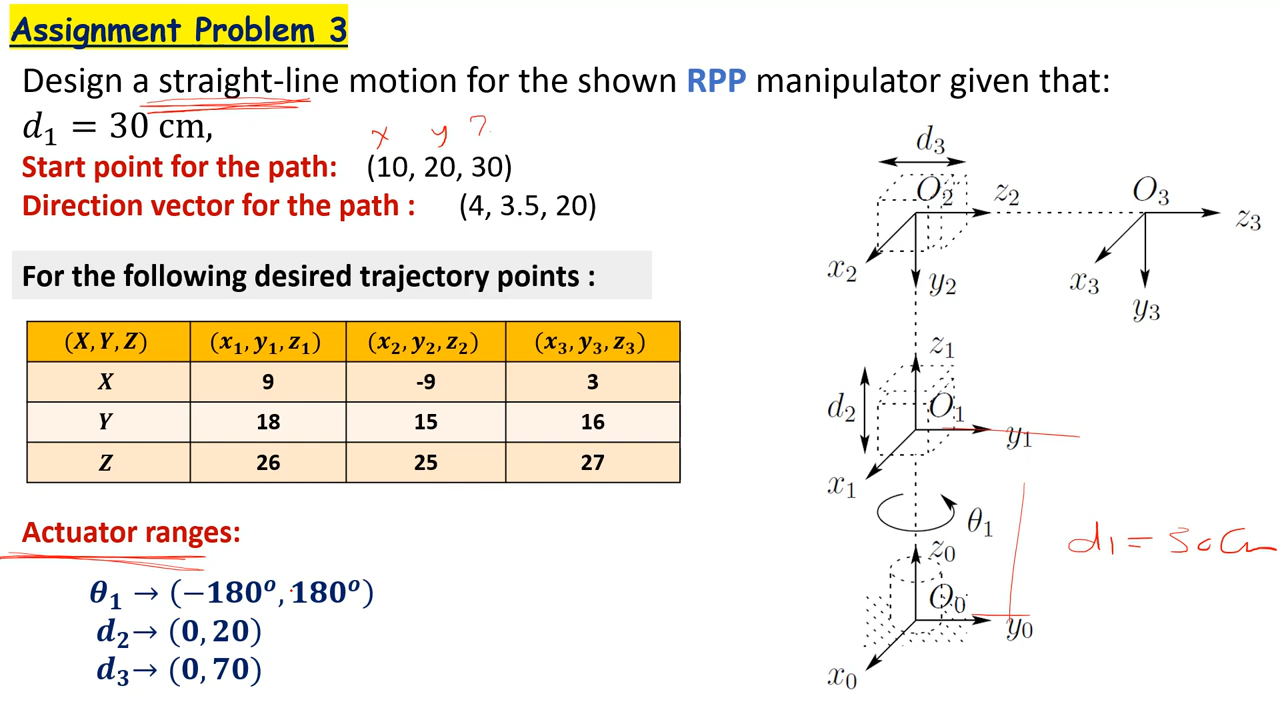 Assignment Problem 3
Design a straight-line motion for the shown RPP manipulator given that:
d₁ = 30 cm,
x y z
Start point for the path: (10, 20, 30)
Direction vector for the path : (4, 3.5, 20)
For the following desired trajectory points :
(X, Y, Z) (x₁, y₁, z₁) (x₂, y₂, z₂) (x₃, y₃, z₃)
X 9 -9 3
Y 18 15 16
Z 26 25 27
Actuator ranges:
θ₁ → (−180ᵒ, 180ᵒ)
d₂ → (0, 20)
d₃ → (0, 70)
d₃
O₂ z₂ O₃ z₃
x₂ y₂ x₃ y₃
z₁
d₂ O₁ y₁
x₁
θ₁
z₀
d₁ = 30 cm
O₀ y₀
x₀